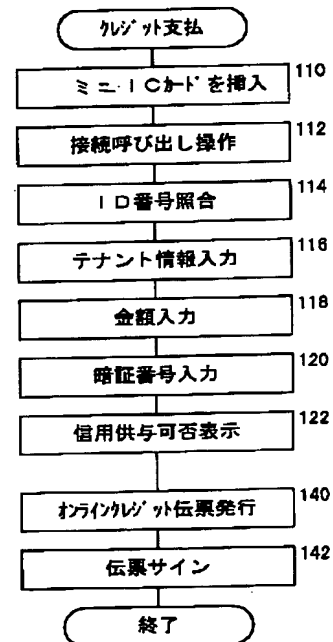 クレジット支払
110
ミニ・ICカードを挿入
112
接続呼び出し操作
114
ID番号照合
116
テナント情報入力
118
金額入力
120
暗証番号入力
122
信用供与可否表示
140
オンラインクレジット伝票発行
142
伝票サイン
終了